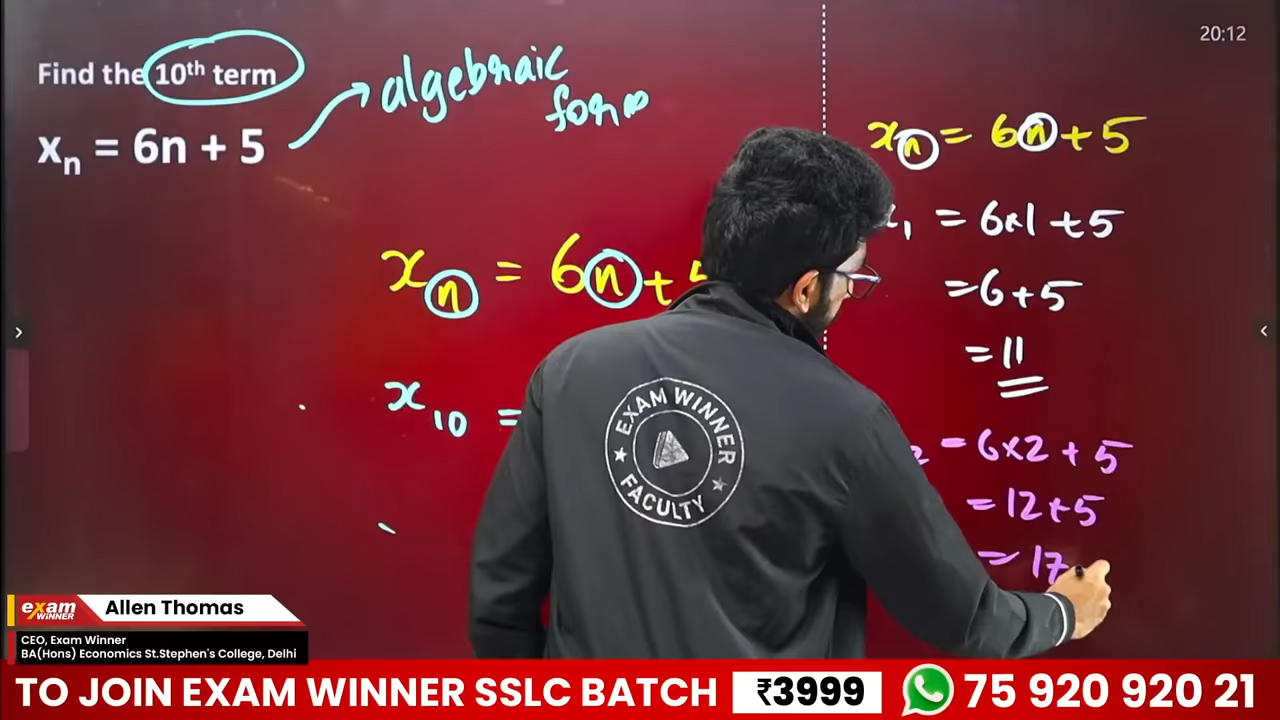 20:12
Find the 10th term
xn = 6n + 5
algebraic
form
xn = 6n +
x10 =
xn = 6n + 5
1 = 6×1 + 5
= 6 + 5
= 11
2 = 6×2 + 5
= 12 + 5
= 17
EXAM WINNER
FACULTY
exam WINNER
Allen Thomas
CEO, Exam Winner
BA(Hons) Economics St.Stephen's College, Delhi
TO JOIN EXAM WINNER SSLC BATCH ₹3999 75 920 920 21